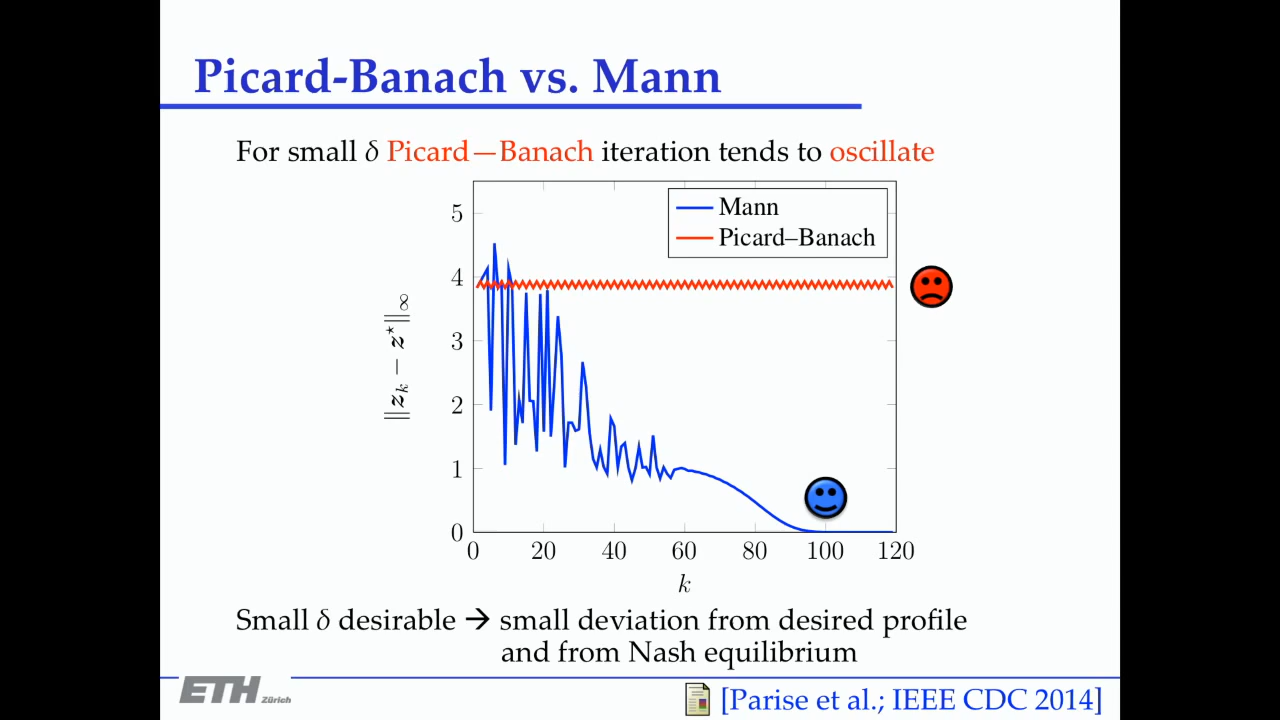 Picard-Banach vs. Mann
For small δ Picard—Banach iteration tends to oscillate
Mann
Picard–Banach
5
4
3
2
1
0
‖z_k − z*‖∞
0 20 40 60 80 100 120
k
Small δ desirable → small deviation from desired profile
and from Nash equilibrium
ETH Zürich
[Parise et al.; IEEE CDC 2014]